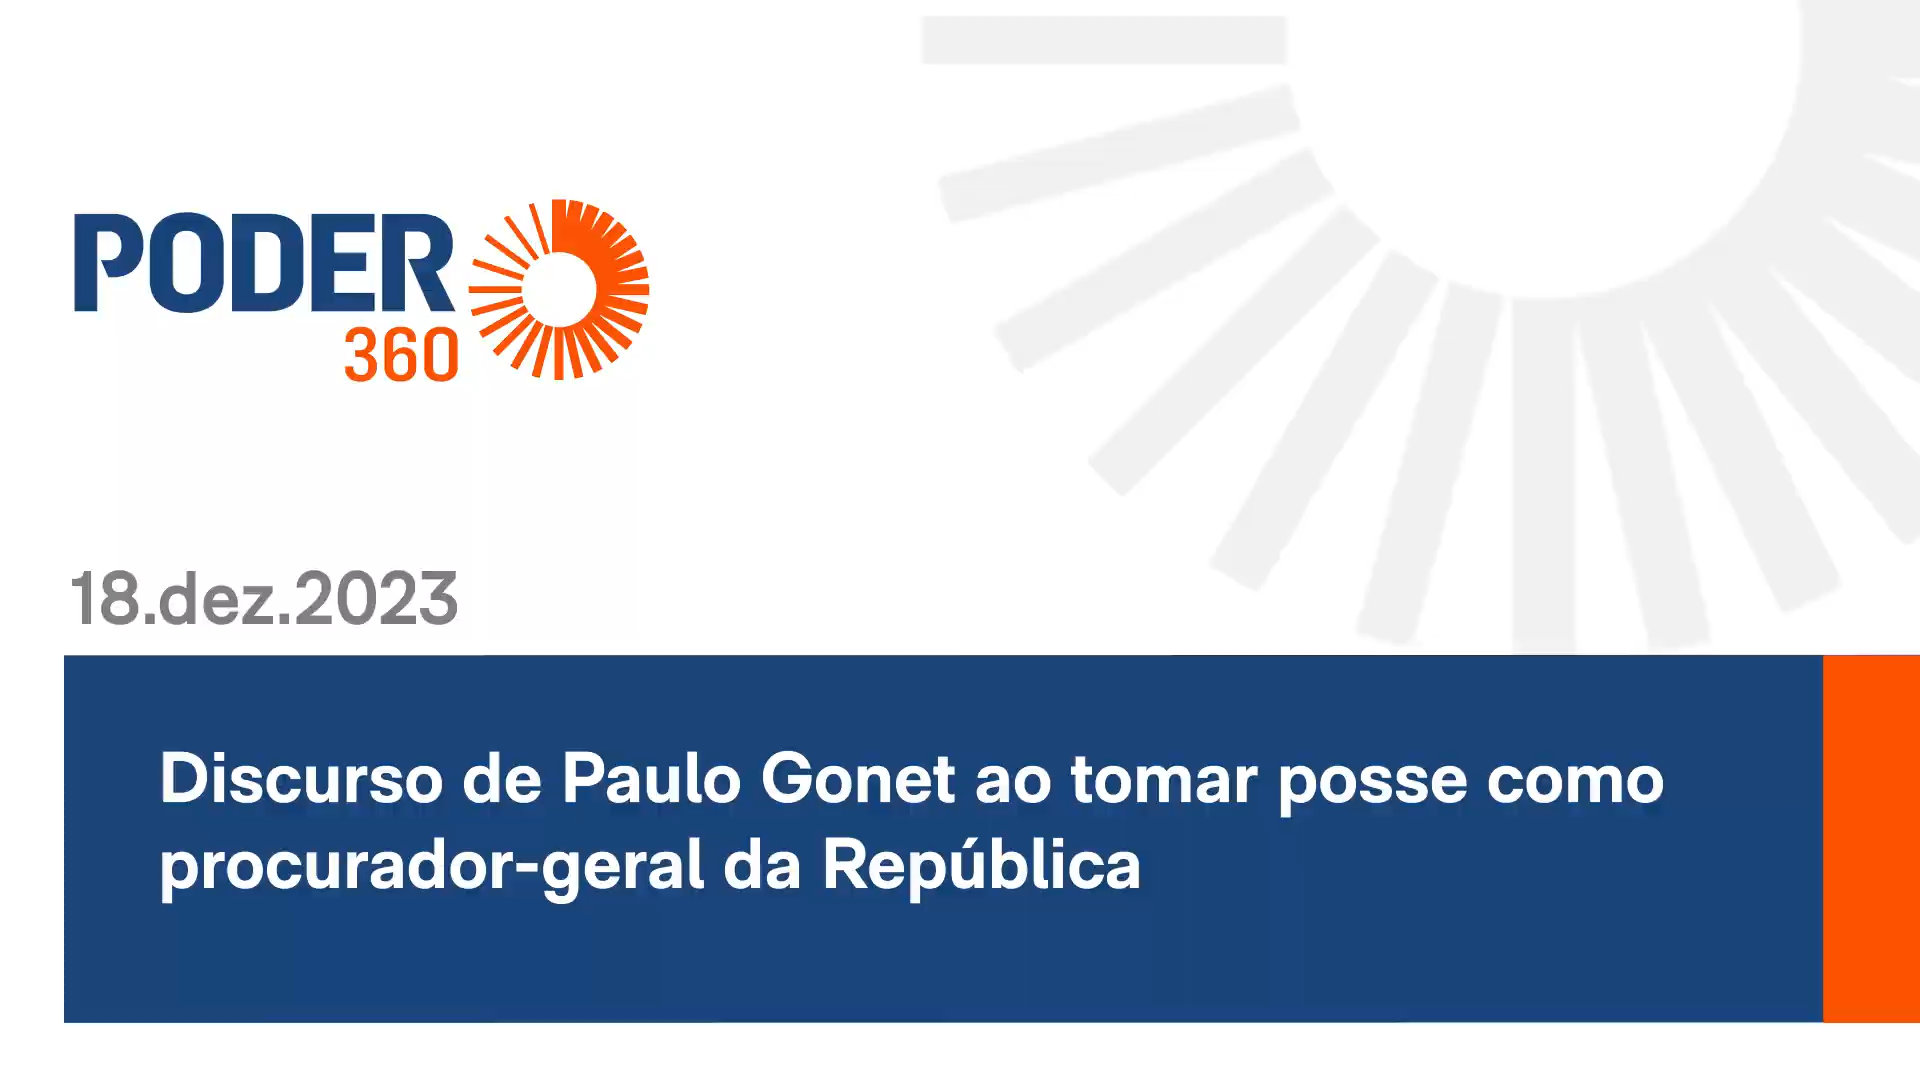 PODER
360
18.dez.2023
Discurso de Paulo Gonet ao tomar posse como
procurador-geral da República